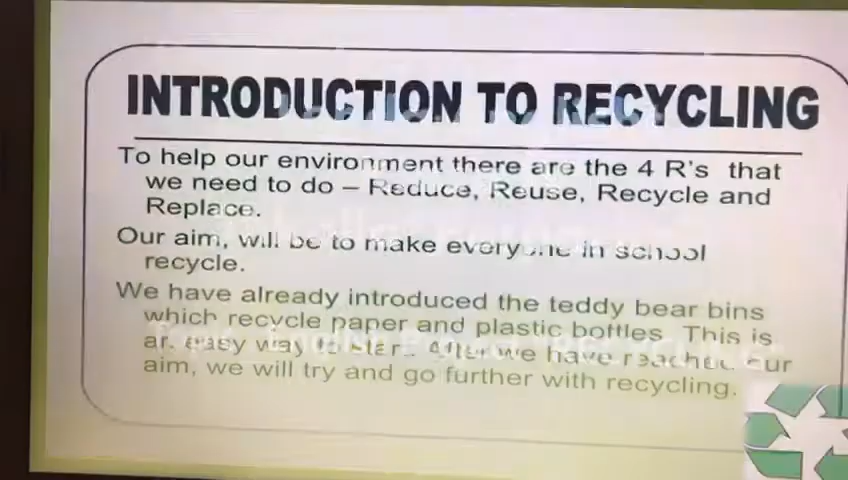 INTRODUCTION TO RECYCLING
To help our environment there are the 4 R's that
we need to do – Reduce, Reuse, Recycle and
Replace.
Our aim, will be to make everyone in school
recycle.
We have already introduced the teddy bear bins
which recycle paper and plastic bottles. This is
an easy way to start. After we have reached our
aim, we will try and go further with recycling.